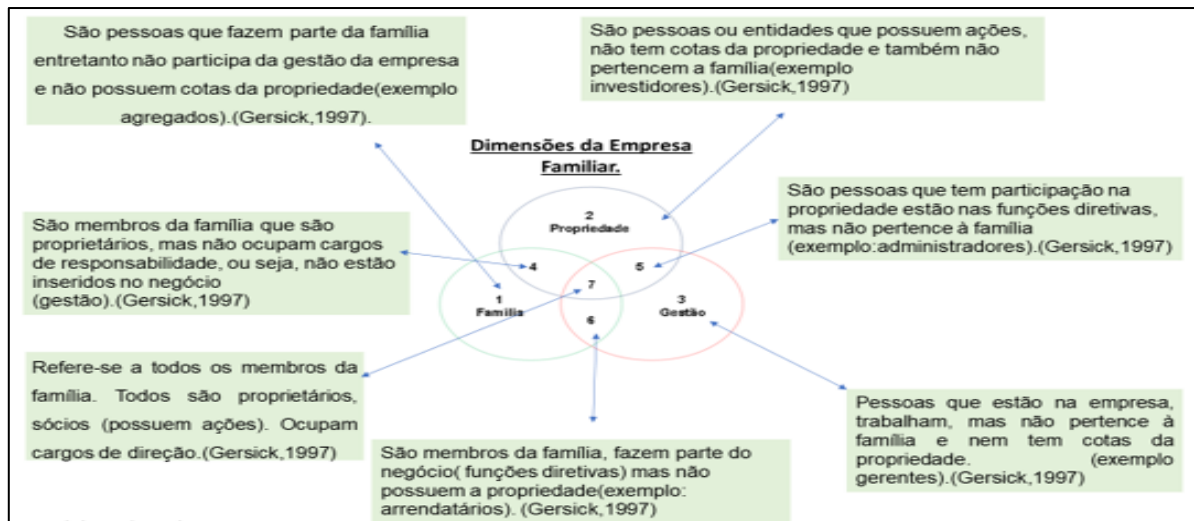 São pessoas que fazem parte da família
entretanto não participa da gestão da empresa
e não possuem cotas da propriedade(exemplo
agregados).(Gersick,1997).
São pessoas ou entidades que possuem ações,
não tem cotas da propriedade e também não
pertencem a família(exemplo
investidores).(Gersick,1997)
Dimensões da Empresa
Familiar.
São membros da família que são
proprietários, mas não ocupam cargos
de responsabilidade, ou seja, não estão
inseridos no negócio
(gestão).(Gersick,1997)
São pessoas que tem participação na
propriedade estão nas funções diretivas,
mas não pertence à família
(exemplo:administradores).(Gersick,1997)
2
Propriedade
4
5
7
1
Família
3
Gestão
6
Refere-se a todos os membros da
família. Todos são proprietários,
sócios (possuem ações). Ocupam
cargos de direção.(Gersick,1997)
São membros da família, fazem parte do
negócio( funções diretivas) mas não
possuem a propriedade(exemplo:
arrendatários). (Gersick,1997)
Pessoas que estão na empresa,
trabalham, mas não pertence à
família e nem tem cotas da
propriedade. (exemplo
gerentes).(Gersick,1997)